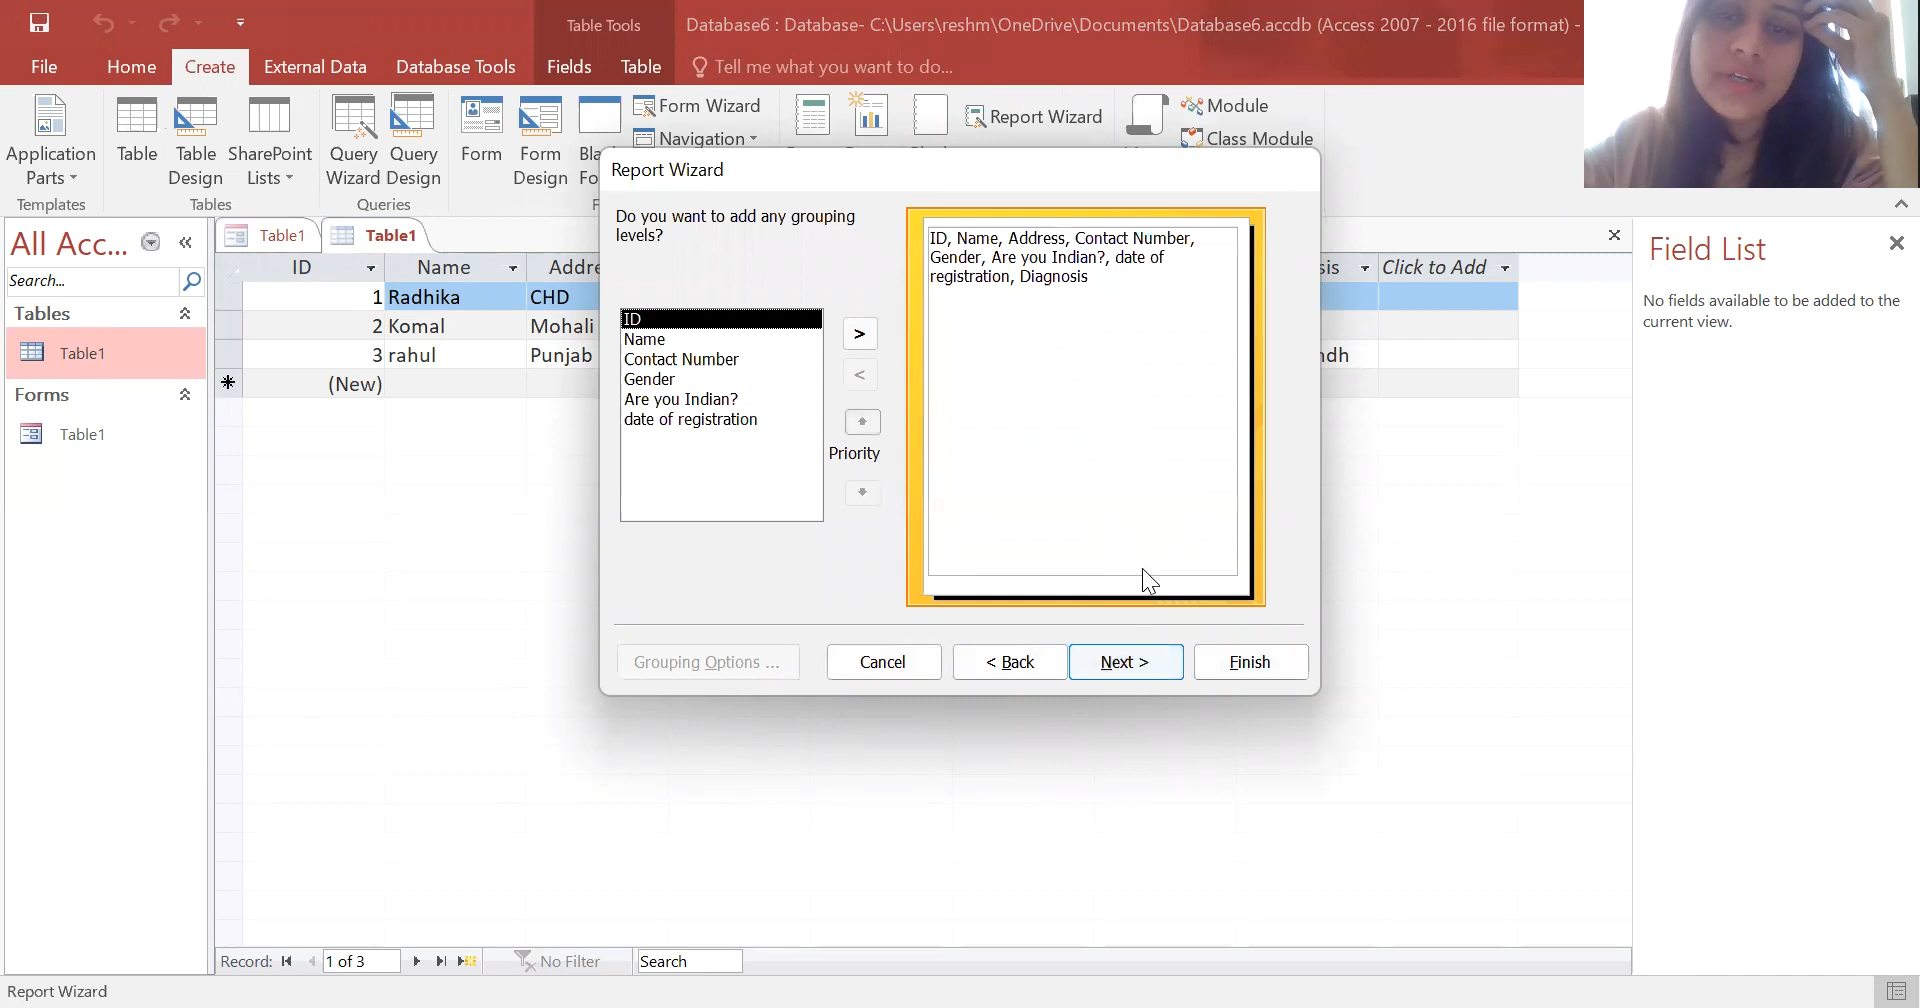 Table Tools
Database6 : Database- C:\Users\reshm\OneDrive\Documents\Database6.accdb (Access 2007 - 2016 file format) -
File Home Create External Data Database Tools Fields Table Tell me what you want to do...
Application Parts
Table
Table Design
SharePoint Lists
Query Wizard
Query Design
Form
Form Design
Form Wizard
Navigation
Report Wizard
Module
Class Module
Templates
Tables
Queries
All Acc...
Search...
Tables
Table1
Forms
Table1
Table1
Table1
ID Name Click to Add
1 Radhika CHD
2 Komal Mohali
3 rahul Punjab
(New)
Report Wizard
Do you want to add any grouping
levels?
ID
Name
Contact Number
Gender
Are you Indian?
date of registration
>
<
Priority
ID, Name, Address, Contact Number,
Gender, Are you Indian?, date of
registration, Diagnosis
Grouping Options ...
Cancel
< Back
Next >
Finish
Field List
No fields available to be added to the
current view.
Record: 1 of 3 No Filter Search
Report Wizard